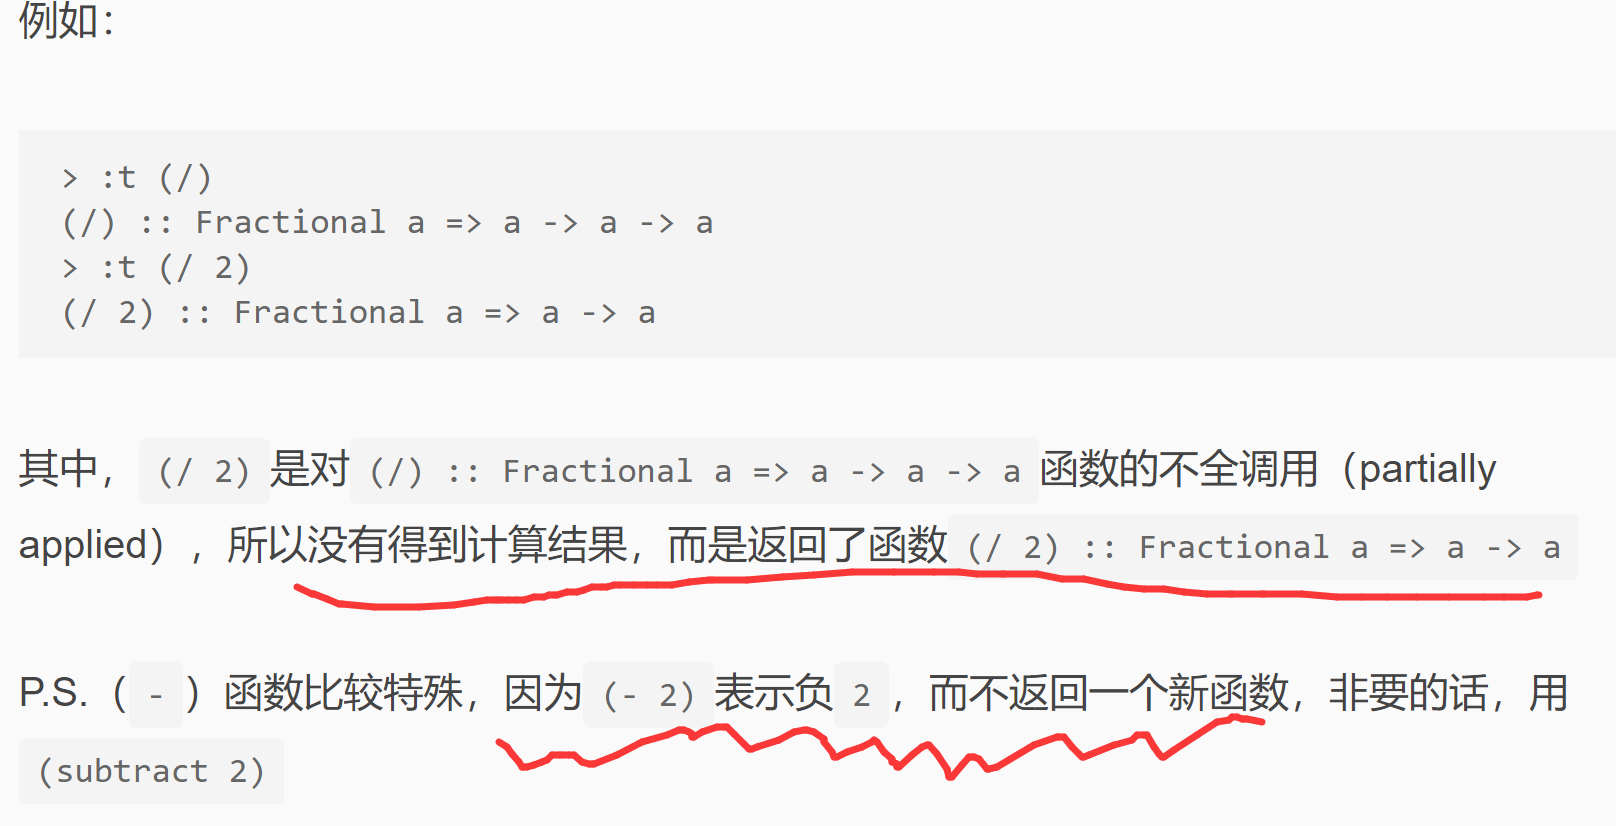 例如：
> :t (/)
(/) :: Fractional a => a -> a -> a
> :t (/ 2)
(/ 2) :: Fractional a => a -> a
其中，(/ 2)是对(/) :: Fractional a => a -> a -> a函数的不全调用（partially
applied），所以没有得到计算结果，而是返回了函数(/ 2) :: Fractional a => a -> a
P.S.（-）函数比较特殊，因为(- 2)表示负2，而不返回一个新函数，非要的话，用
(subtract 2)